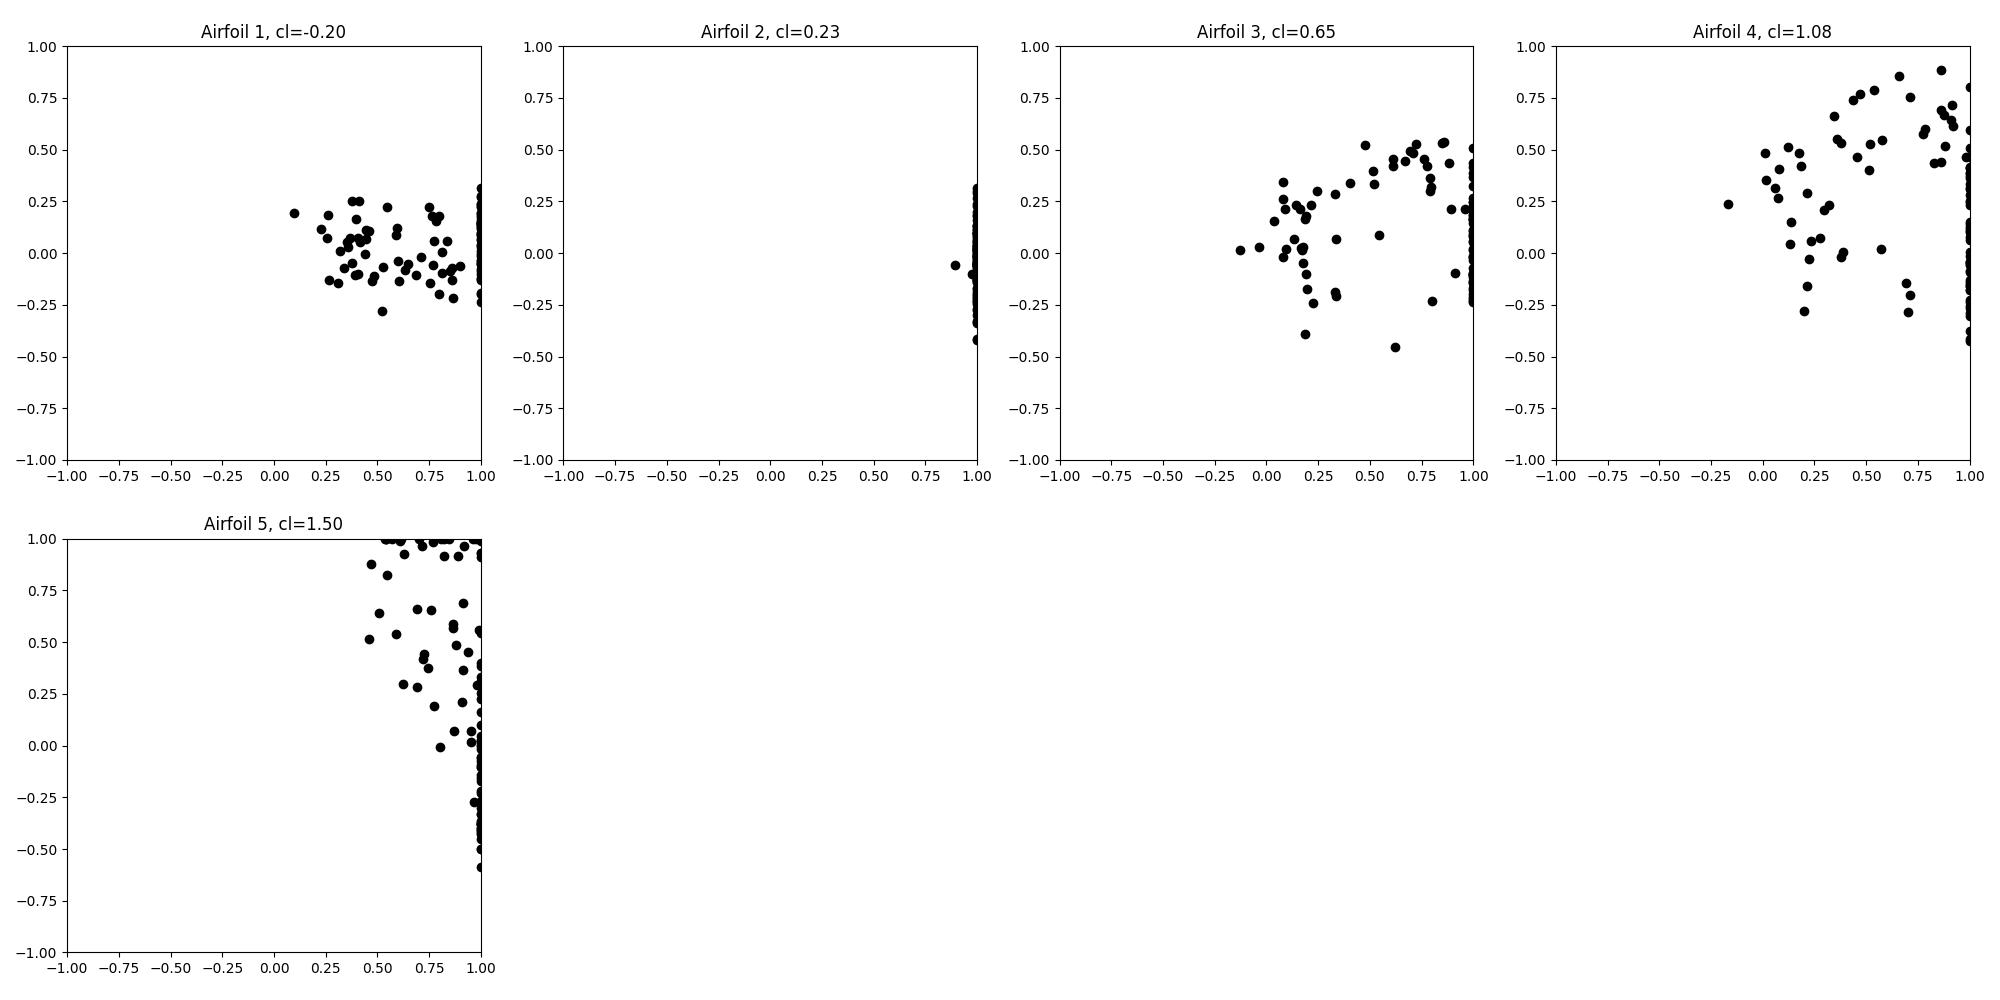 Airfoil 1, cl=-0.20
Airfoil 2, cl=0.23
Airfoil 3, cl=0.65
Airfoil 4, cl=1.08
1.00 1.00 1.00 1.00
0.75 0.75 0.75 0.75
0.50 0.50 0.50 0.50
0.25 0.25 0.25 0.25
0.00 0.00 0.00 0.00
−0.25 −0.25 −0.25 −0.25
−0.50 −0.50 −0.50 −0.50
−0.75 −0.75 −0.75 −0.75
−1.00 −1.00 −1.00 −1.00
−1.00 −0.75 −0.50 −0.25 0.00 0.25 0.50 0.75 1.00
−1.00 −0.75 −0.50 −0.25 0.00 0.25 0.50 0.75 1.00
−1.00 −0.75 −0.50 −0.25 0.00 0.25 0.50 0.75 1.00
−1.00 −0.75 −0.50 −0.25 0.00 0.25 0.50 0.75 1.00
Airfoil 5, cl=1.50
1.00
0.75
0.50
0.25
0.00
−0.25
−0.50
−0.75
−1.00
−1.00 −0.75 −0.50 −0.25 0.00 0.25 0.50 0.75 1.00